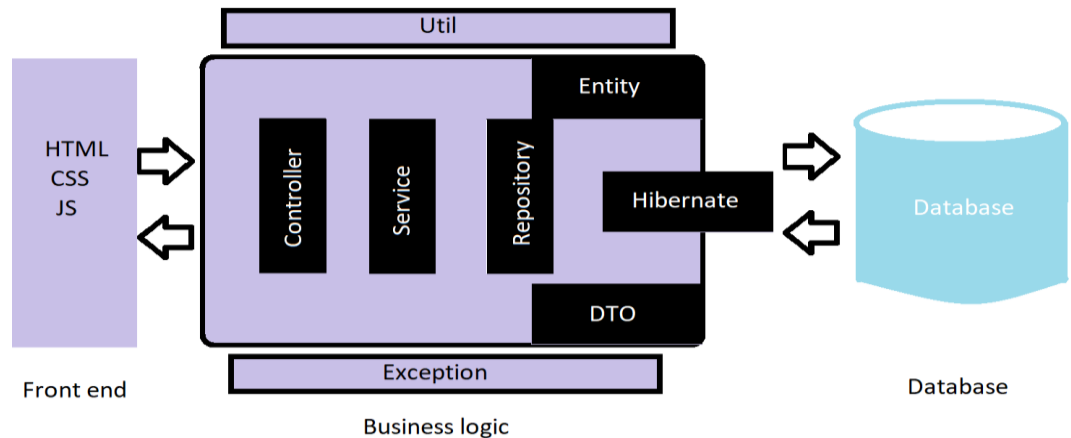 Util
Entity
HTML
CSS
JS
Controller
Service
Repository
Hibernate
Database
DTO
Exception
Front end
Database
Business logic